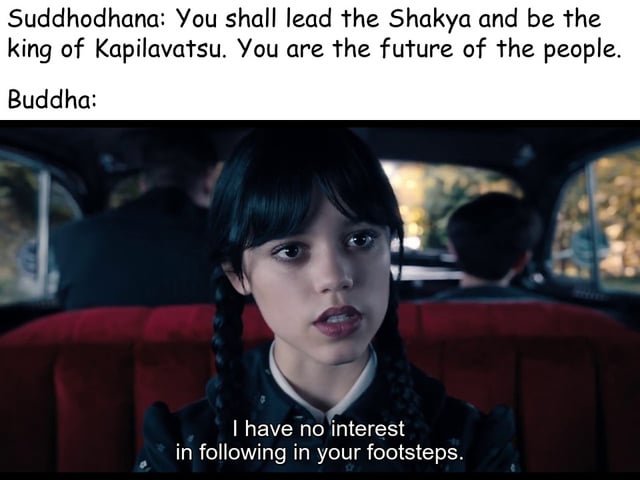 Suddhodhana: You shall lead the Shakya and be the
king of Kapilavatsu. You are the future of the people.
Buddha:
I have no interest
in following in your footsteps.